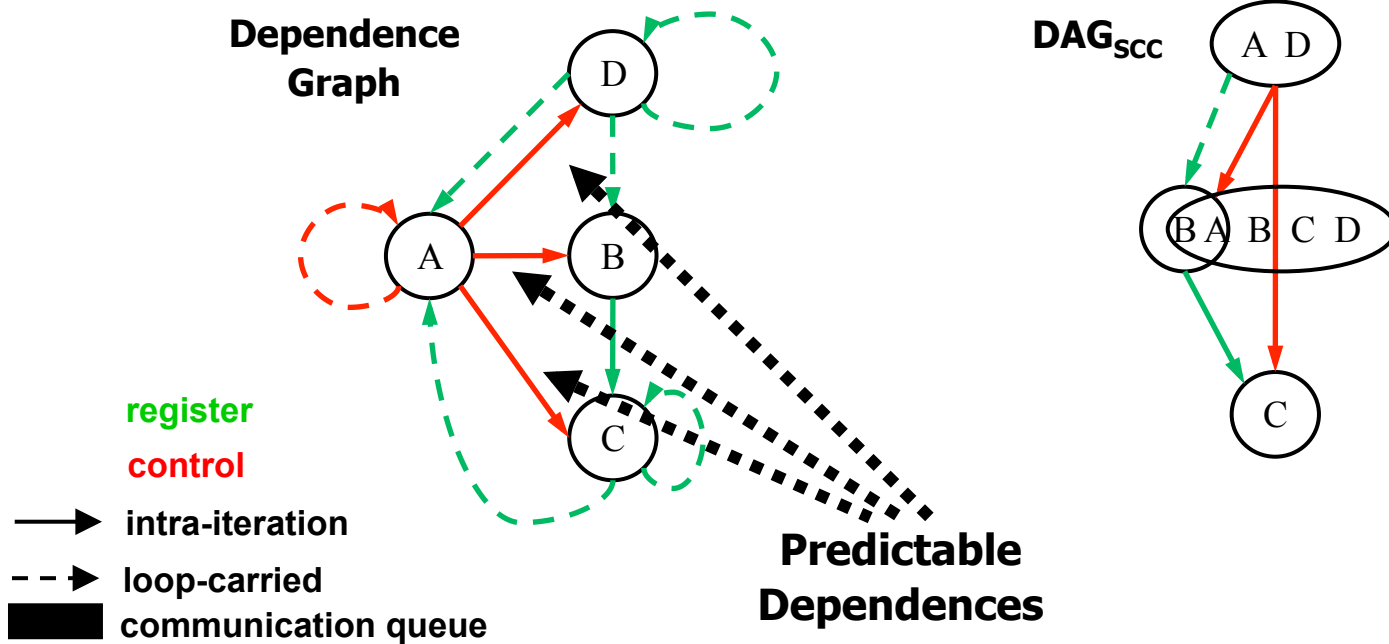 Dependence
Graph
DAGSCC
D
A D
A
B
B A B C D
C
C
register
control
intra-iteration
loop-carried
communication queue
Predictable
Dependences